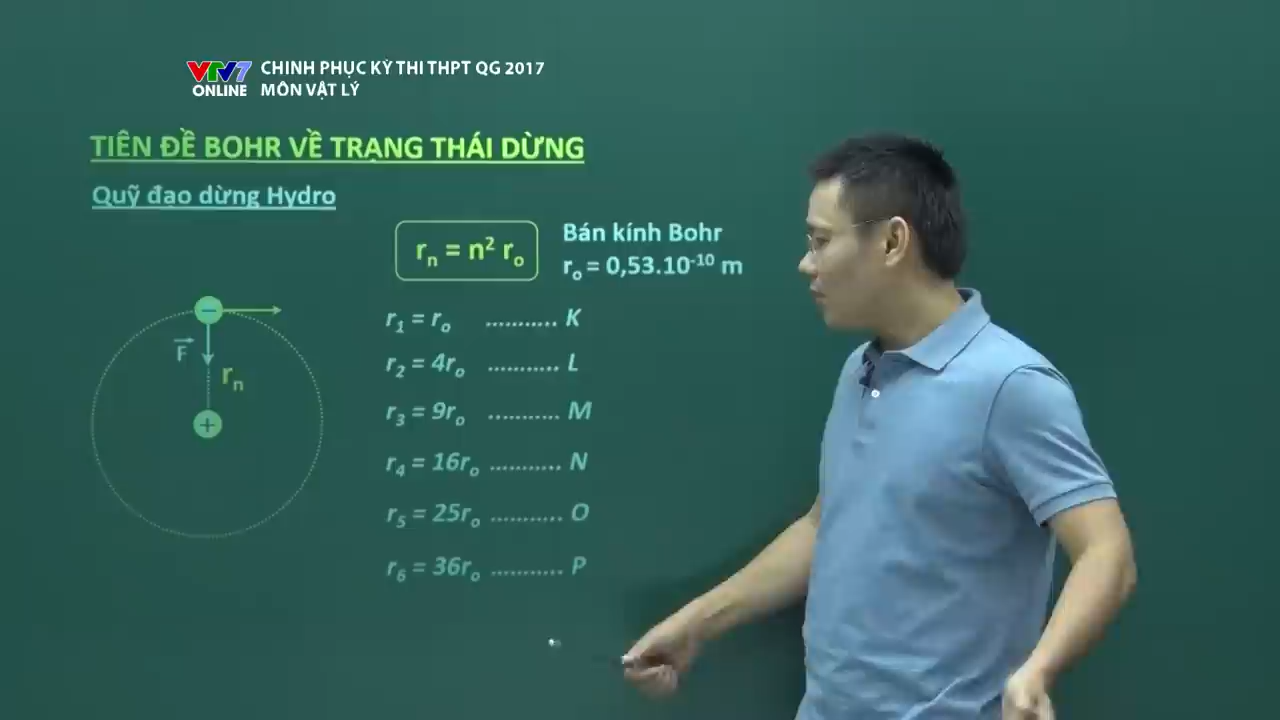 VTV7
ONLINE
CHINH PHỤC KỲ THI THPT QG 2017
MÔN VẬT LÝ
TIÊN ĐỀ BOHR VỀ TRẠNG THÁI DỪNG
Quỹ đạo dừng Hydro
rₙ = n² rₒ
Bán kính Bohr
rₒ = 0,53.10⁻¹⁰ m
−
F⃗
rₙ
+
r₁ = rₒ ........... K
r₂ = 4rₒ ........... L
r₃ = 9rₒ ........... M
r₄ = 16rₒ ........... N
r₅ = 25rₒ ........... O
r₆ = 36rₒ ........... P